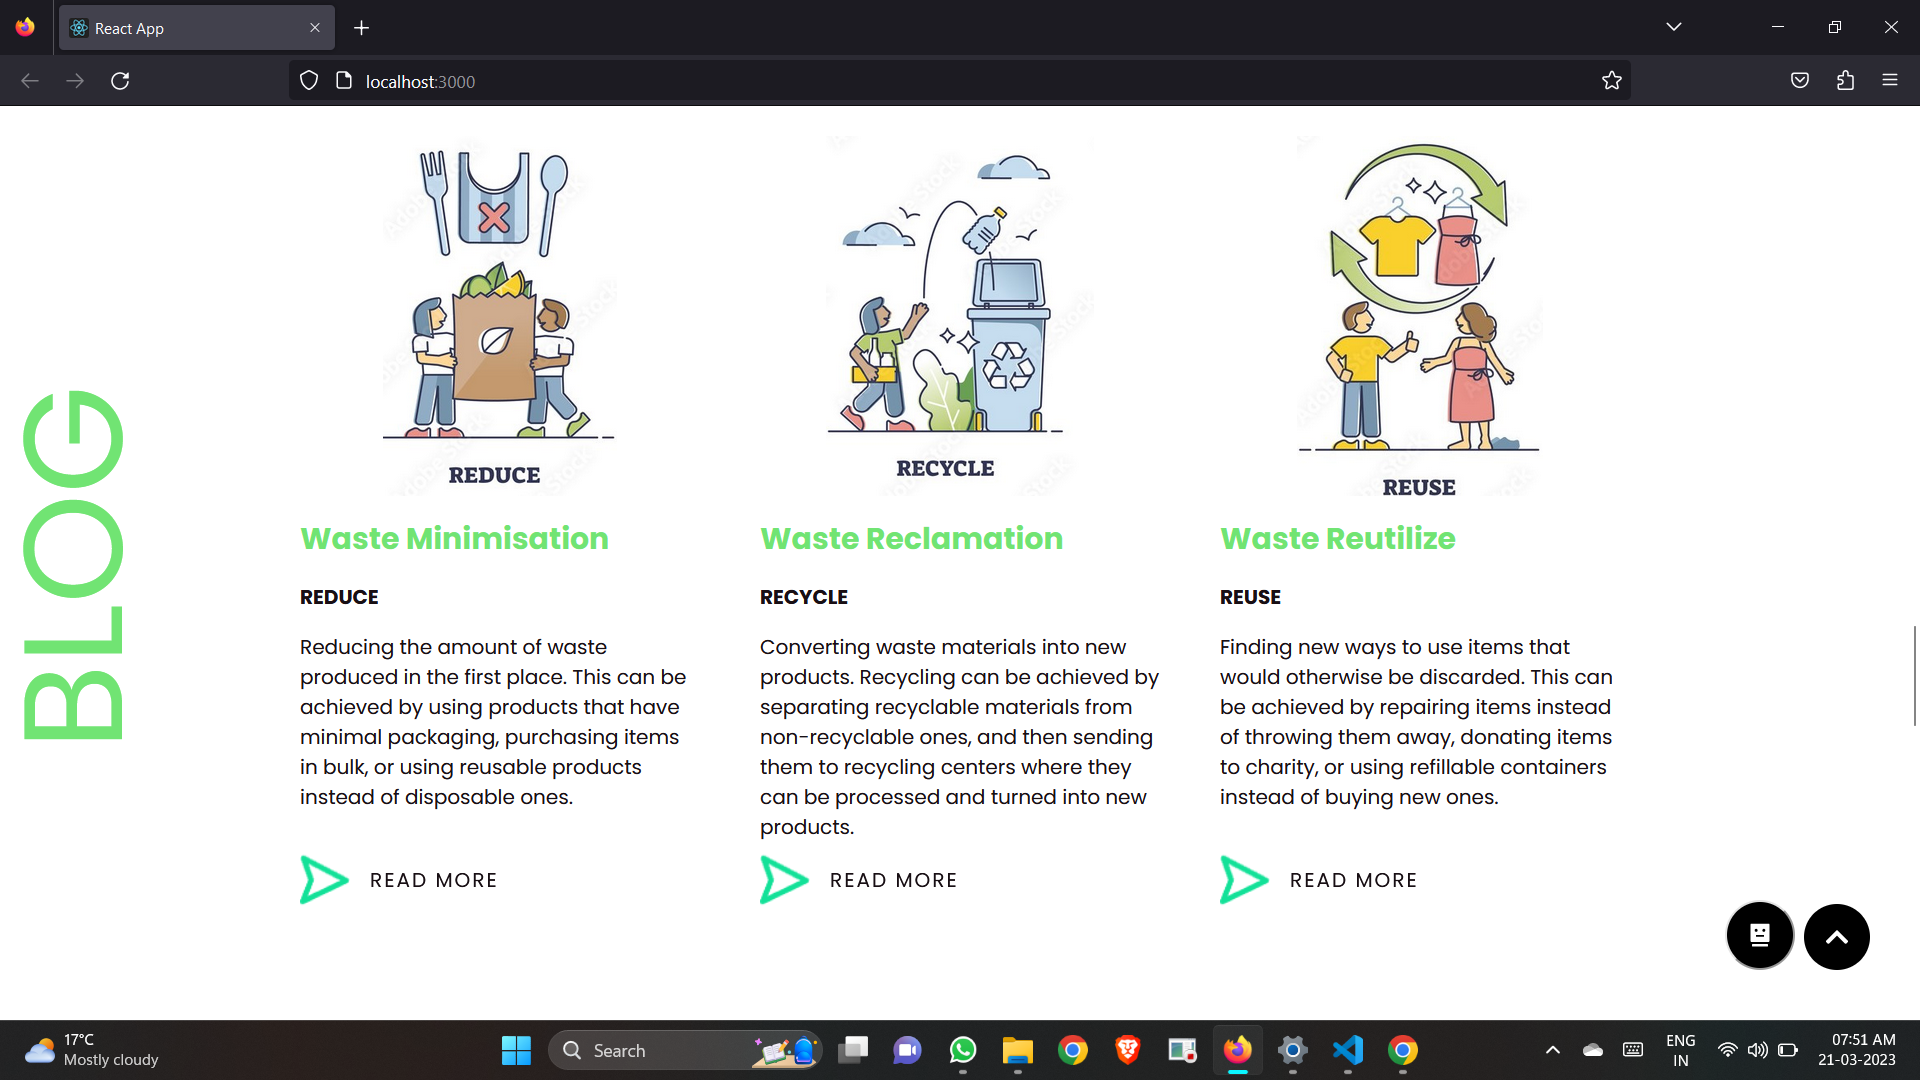 React App
localhost:3000
BLOG
REDUCE
RECYCLE
REUSE
Waste Minimisation
REDUCE
Reducing the amount of waste
produced in the first place. This can be
achieved by using products that have
minimal packaging, purchasing items
in bulk, or using reusable products
instead of disposable ones.
READ MORE
Waste Reclamation
RECYCLE
Converting waste materials into new
products. Recycling can be achieved by
separating recyclable materials from
non-recyclable ones, and then sending
them to recycling centers where they
can be processed and turned into new
products.
READ MORE
Waste Reutilize
REUSE
Finding new ways to use items that
would otherwise be discarded. This can
be achieved by repairing items instead
of throwing them away, donating items
to charity, or using refillable containers
instead of buying new ones.
READ MORE
17°C
Mostly cloudy
Search
ENG
IN
07:51 AM
21-03-2023